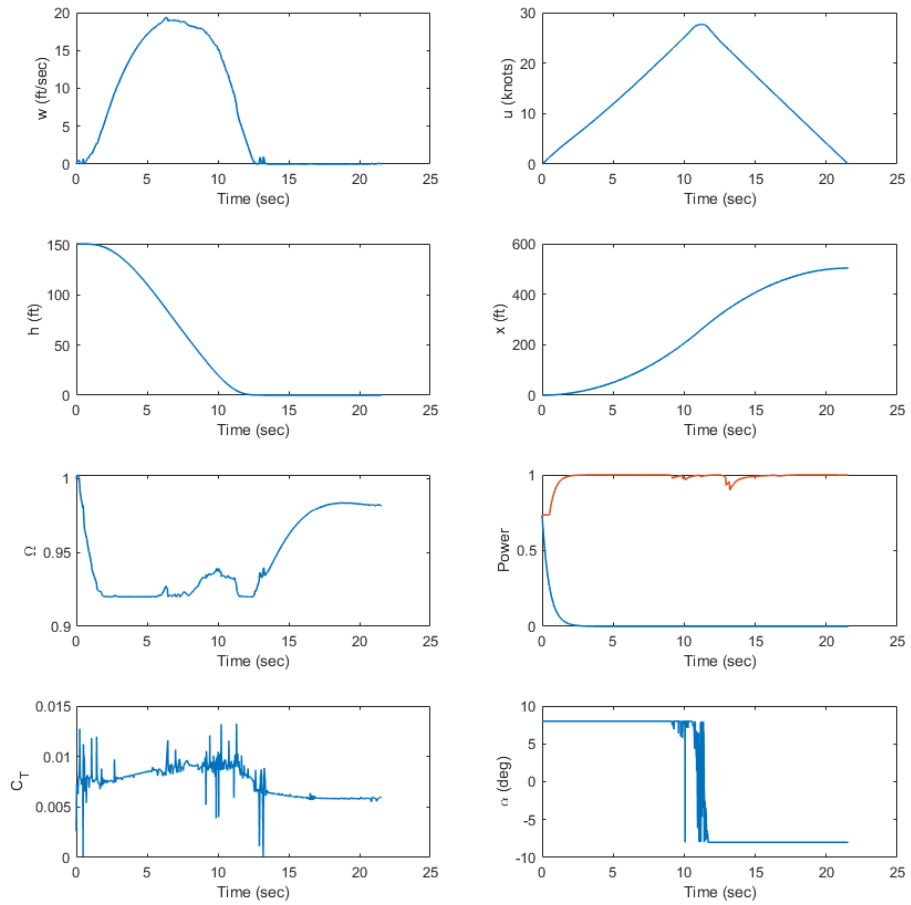 20
15
10
5
0
w (ft/sec)
0 5 10 15 20 25
Time (sec)
30
20
10
0
u (knots)
0 5 10 15 20 25
Time (sec)
150
100
50
0
h (ft)
0 5 10 15 20 25
Time (sec)
600
400
200
0
x (ft)
0 5 10 15 20 25
Time (sec)
1
0.95
0.9
Ω
0 5 10 15 20 25
Time (sec)
1
0.5
0
Power
0 5 10 15 20 25
Time (sec)
0.015
0.01
0.005
0
C_T
0 5 10 15 20 25
Time (sec)
10
5
0
-5
-10
α (deg)
0 5 10 15 20 25
Time (sec)